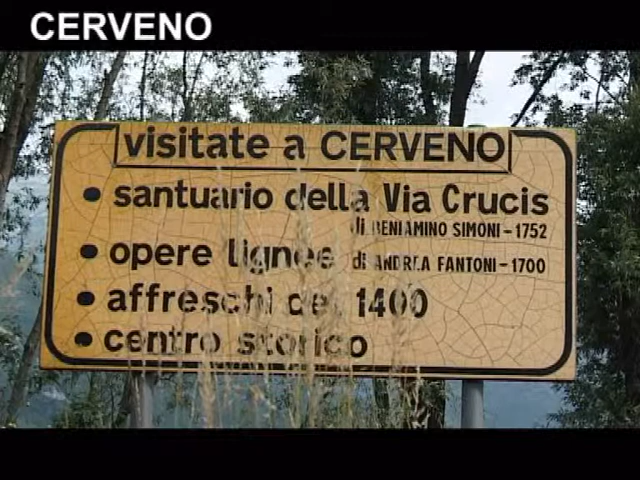 CERVENO
visitate a CERVENO
• santuario della Via Crucis
di BENIAMINO SIMONI - 1752
• opere lignee di ANDREA FANTONI - 1700
• affreschi del 1400
• centro storico